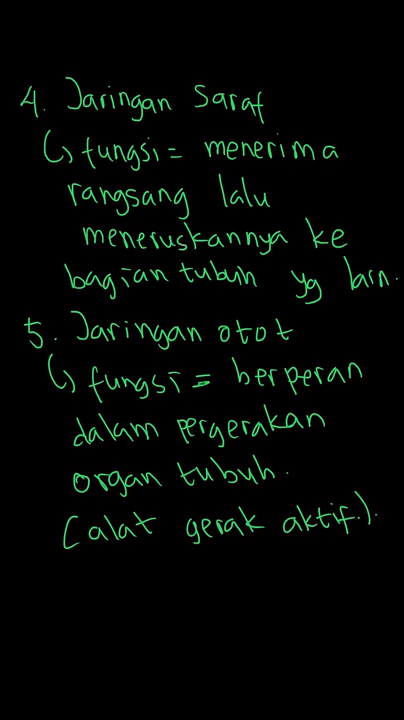 4. Jaringan Saraf
↳ fungsi = menerima
rangsang lalu
meneruskannya ke
bagian tubuh yg lain.
5. Jaringan otot
↳ fungsi = berperan
dalam pergerakan
organ tubuh.
(alat gerak aktif.).